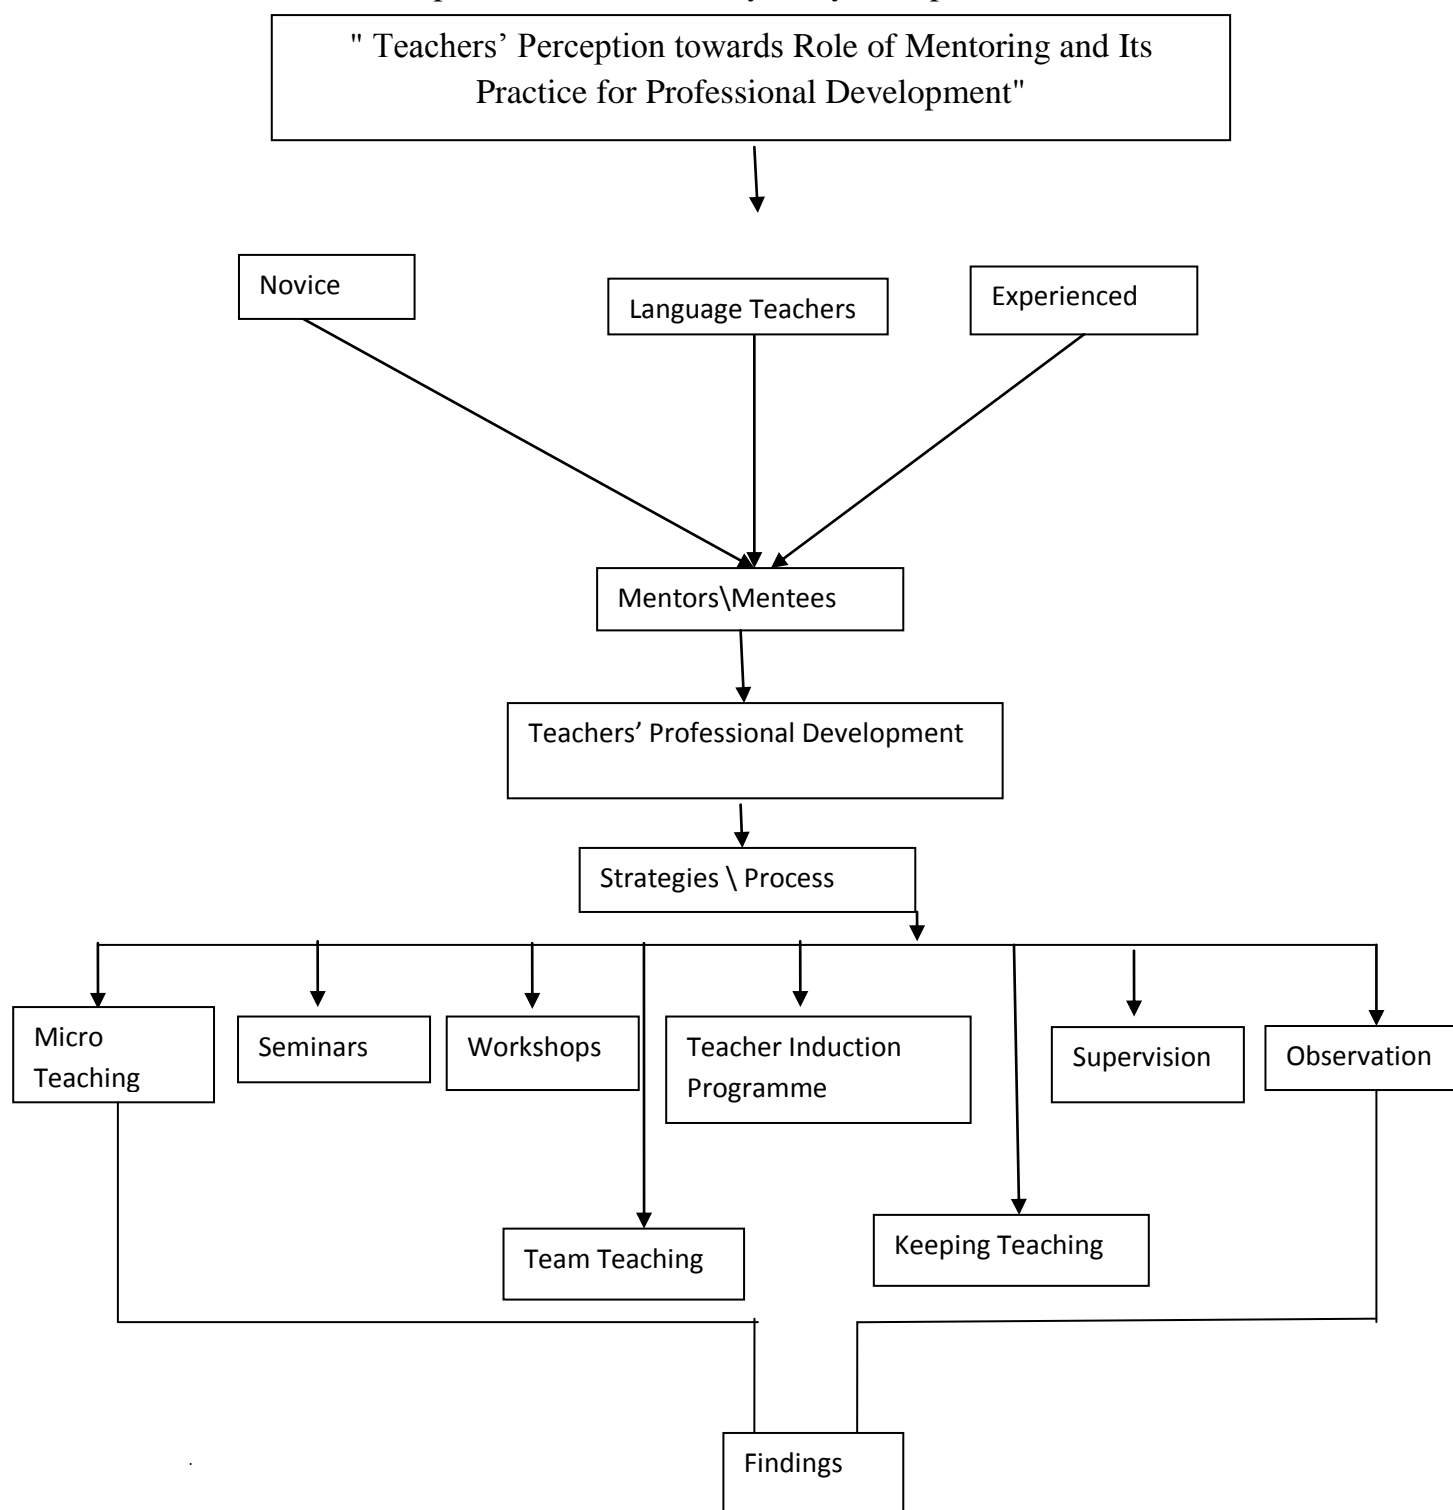 " Teachers’ Perception towards Role of Mentoring and Its
Practice for Professional Development"
Novice
Language Teachers
Experienced
Mentors\Mentees
Teachers’ Professional Development
Strategies \ Process
Micro
Teaching
Seminars
Workshops
Teacher Induction
Programme
Supervision
Observation
Team Teaching
Keeping Teaching
Findings